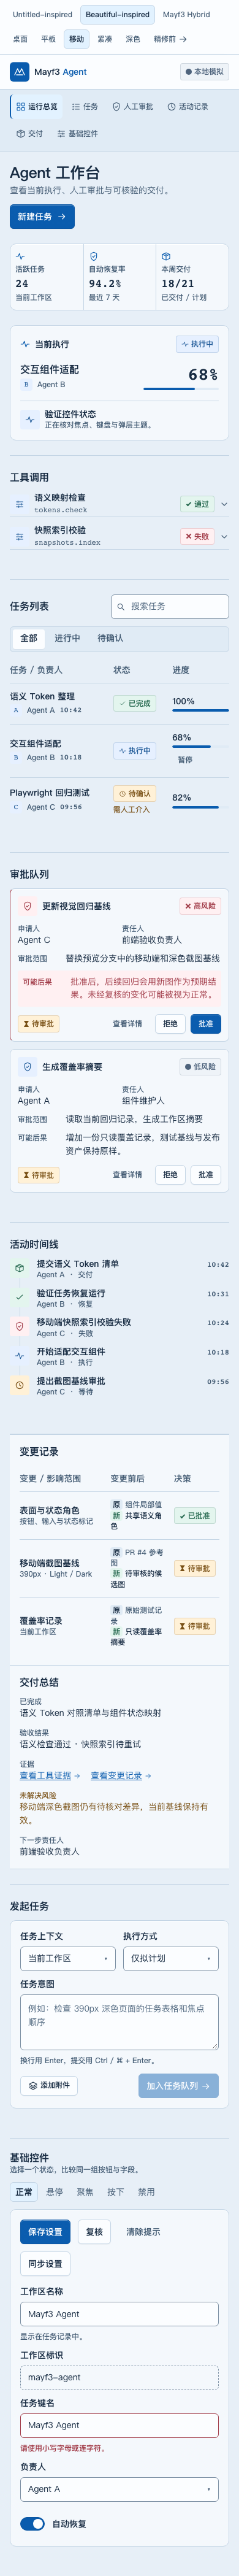 Untitled-inspired
Beautiful-inspired
Mayf3 Hybrid
桌面
平板
移动
紧凑
深色
精修前 →
Mayf3 Agent
本地模拟
运行总览
任务
人工审批
活动记录
交付
基础控件
Agent 工作台
查看当前执行、人工审批与可核验的交付。
新建任务 →
活跃任务
24
当前工作区
自动恢复率
94.2%
最近 7 天
本周交付
18/21
已交付 / 计划
当前执行
执行中
交互组件适配
B Agent B
68%
验证控件状态
正在核对焦点、键盘与弹层主题。
工具调用
语义映射检查
tokens.check
通过
快照索引校验
snapshots.index
失败
任务列表
搜索任务
全部
进行中
待确认
任务 / 负责人
状态
进度
语义 Token 整理
A Agent A 10:42
已完成
100%
交互组件适配
B Agent B 10:18
执行中
68%
暂停
Playwright 回归测试
C Agent C 09:56
待确认
需人工介入
82%
审批队列
更新视觉回归基线
高风险
申请人
Agent C
责任人
前端验收负责人
审批范围
替换预览分支中的移动端和深色截图基线
可能后果
批准后，后续回归会用新图作为预期结果。未经复核的变化可能被视为正常。
待审批
查看详情
拒绝
批准
生成覆盖率摘要
低风险
申请人
Agent A
责任人
组件维护人
审批范围
读取当前回归记录，生成工作区摘要
可能后果
增加一份只读覆盖记录，测试基线与发布资产保持原样。
待审批
查看详情
拒绝
批准
活动时间线
提交语义 Token 清单
Agent A · 交付
10:42
验证任务恢复运行
Agent B · 恢复
10:31
移动端快照索引校验失败
Agent C · 失败
10:24
开始适配交互组件
Agent B · 执行
10:18
提出截图基线审批
Agent C · 等待
09:56
变更记录
变更 / 影响范围
变更前后
决策
表面与状态角色
按钮、输入与状态标记
原 组件局部值
新 共享语义角色
已批准
移动端截图基线
390px · Light / Dark
原 PR #4 参考图
新 待审核的候选图
待审批
覆盖率记录
当前工作区
原 原始测试记录
新 只读覆盖率摘要
待审批
交付总结
已完成
语义 Token 对照清单与组件状态映射
验收结果
语义检查通过 · 快照索引待重试
证据
查看工具证据 →
查看变更记录 →
未解决风险
移动端深色截图仍有待核对差异，当前基线保持有效。
下一步责任人
前端验收负责人
发起任务
任务上下文
当前工作区
执行方式
仅拟计划
任务意图
例如：检查 390px 深色页面的任务表格和焦点顺序
换行用 Enter，提交用 Ctrl / ⌘ + Enter。
添加附件
加入任务队列 →
基础控件
选择一个状态，比较同一组按钮与字段。
正常
悬停
聚焦
按下
禁用
保存设置
复核
清除提示
同步设置
工作区名称
Mayf3 Agent
显示在任务记录中。
工作区标识
mayf3-agent
任务键名
Mayf3 Agent
请使用小写字母或连字符。
负责人
Agent A
自动恢复